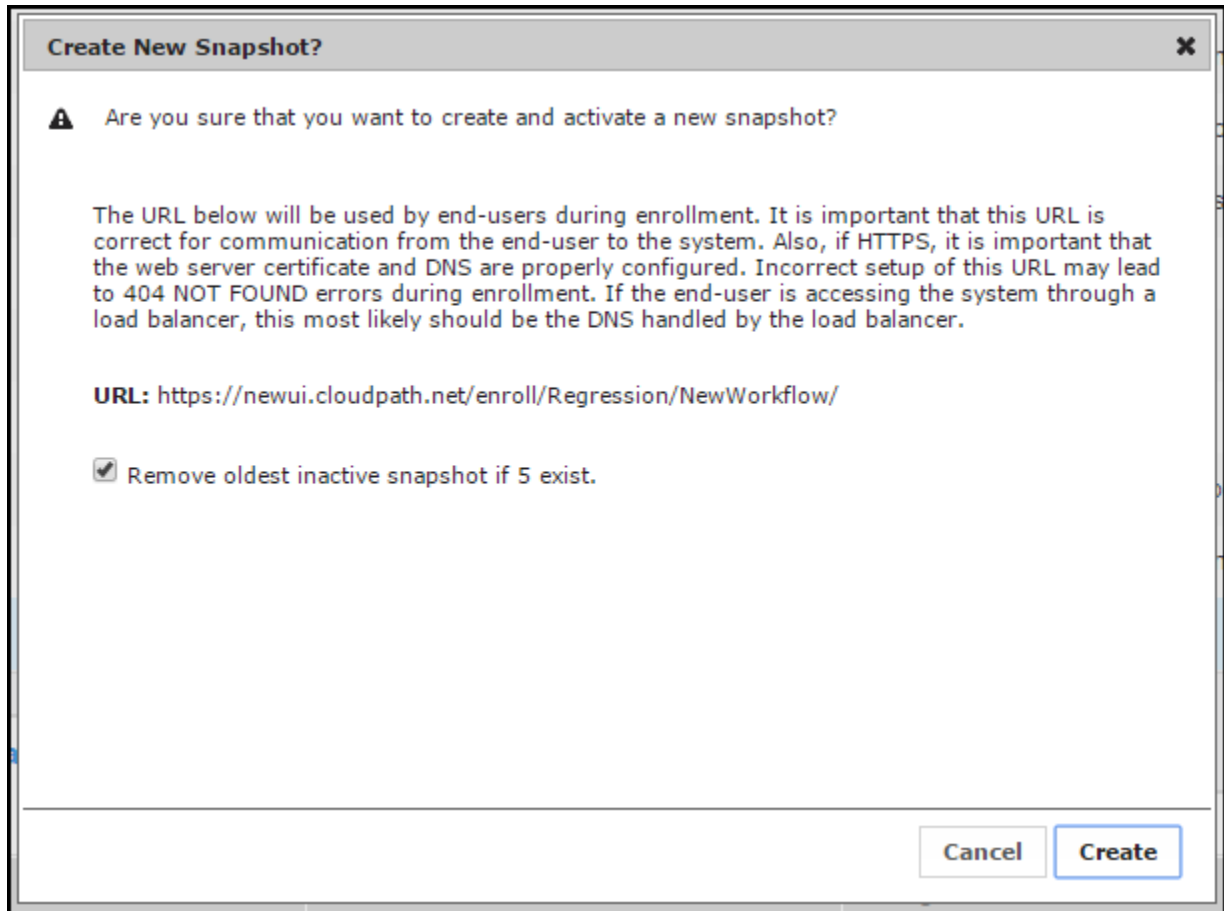 Create New Snapshot?
Are you sure that you want to create and activate a new snapshot?
The URL below will be used by end-users during enrollment. It is important that this URL is
correct for communication from the end-user to the system. Also, if HTTPS, it is important that
the web server certificate and DNS are properly configured. Incorrect setup of this URL may lead
to 404 NOT FOUND errors during enrollment. If the end-user is accessing the system through a
load balancer, this most likely should be the DNS handled by the load balancer.
URL: https://newui.cloudpath.net/enroll/Regression/NewWorkflow/
Remove oldest inactive snapshot if 5 exist.
Cancel Create